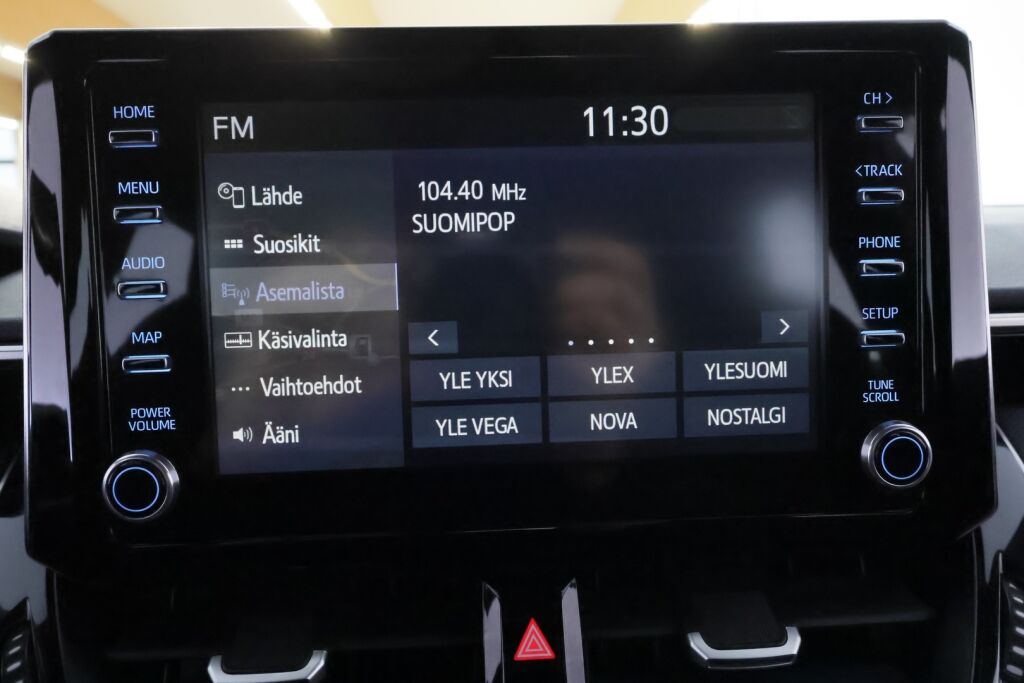 HOME
MENU
AUDIO
MAP
POWER
VOLUME
FM
11:30
Lähde
Suosikit
Asemalista
Käsivalinta
Vaihtoehdot
Ääni
104.40 MHz
SUOMIPOP
< >
YLE YKSI YLEX YLESUOMI
YLE VEGA NOVA NOSTALGI
CH >
< TRACK
PHONE
SETUP
TUNE
SCROLL